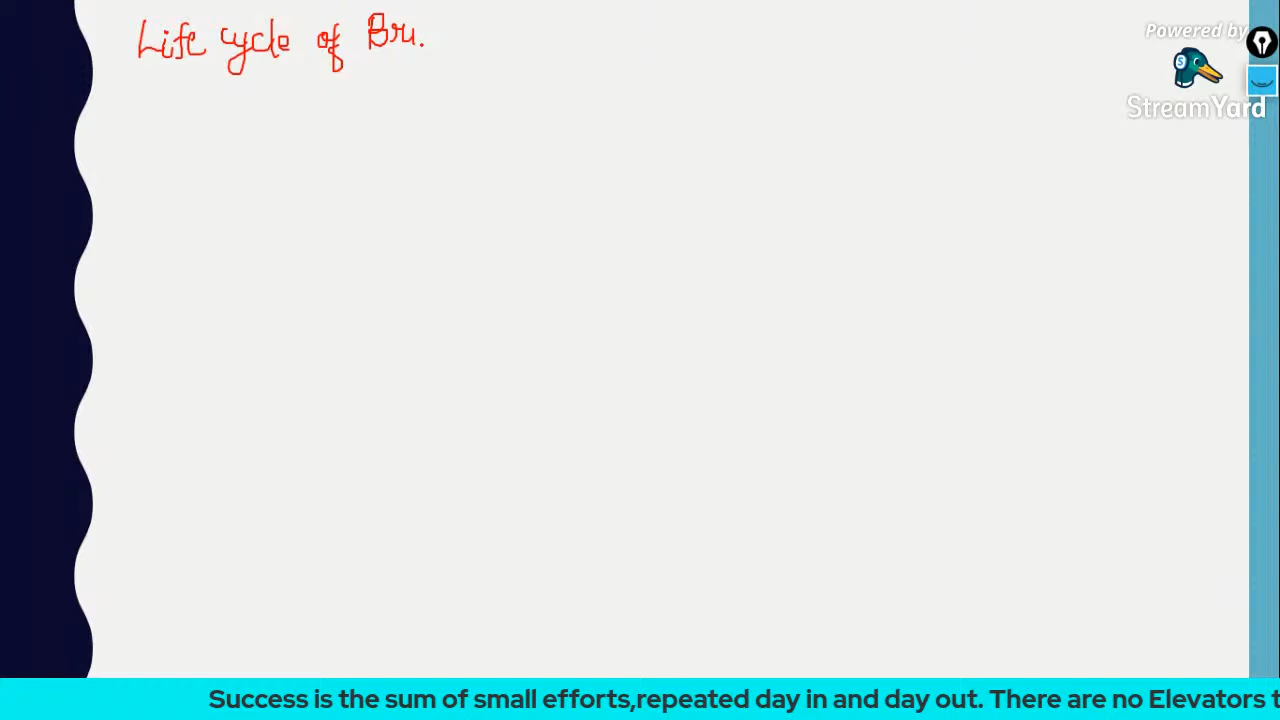 Life cycle of Bru.
Powered by
StreamYard
Success is the sum of small efforts,repeated day in and day out. There are no Elevators t